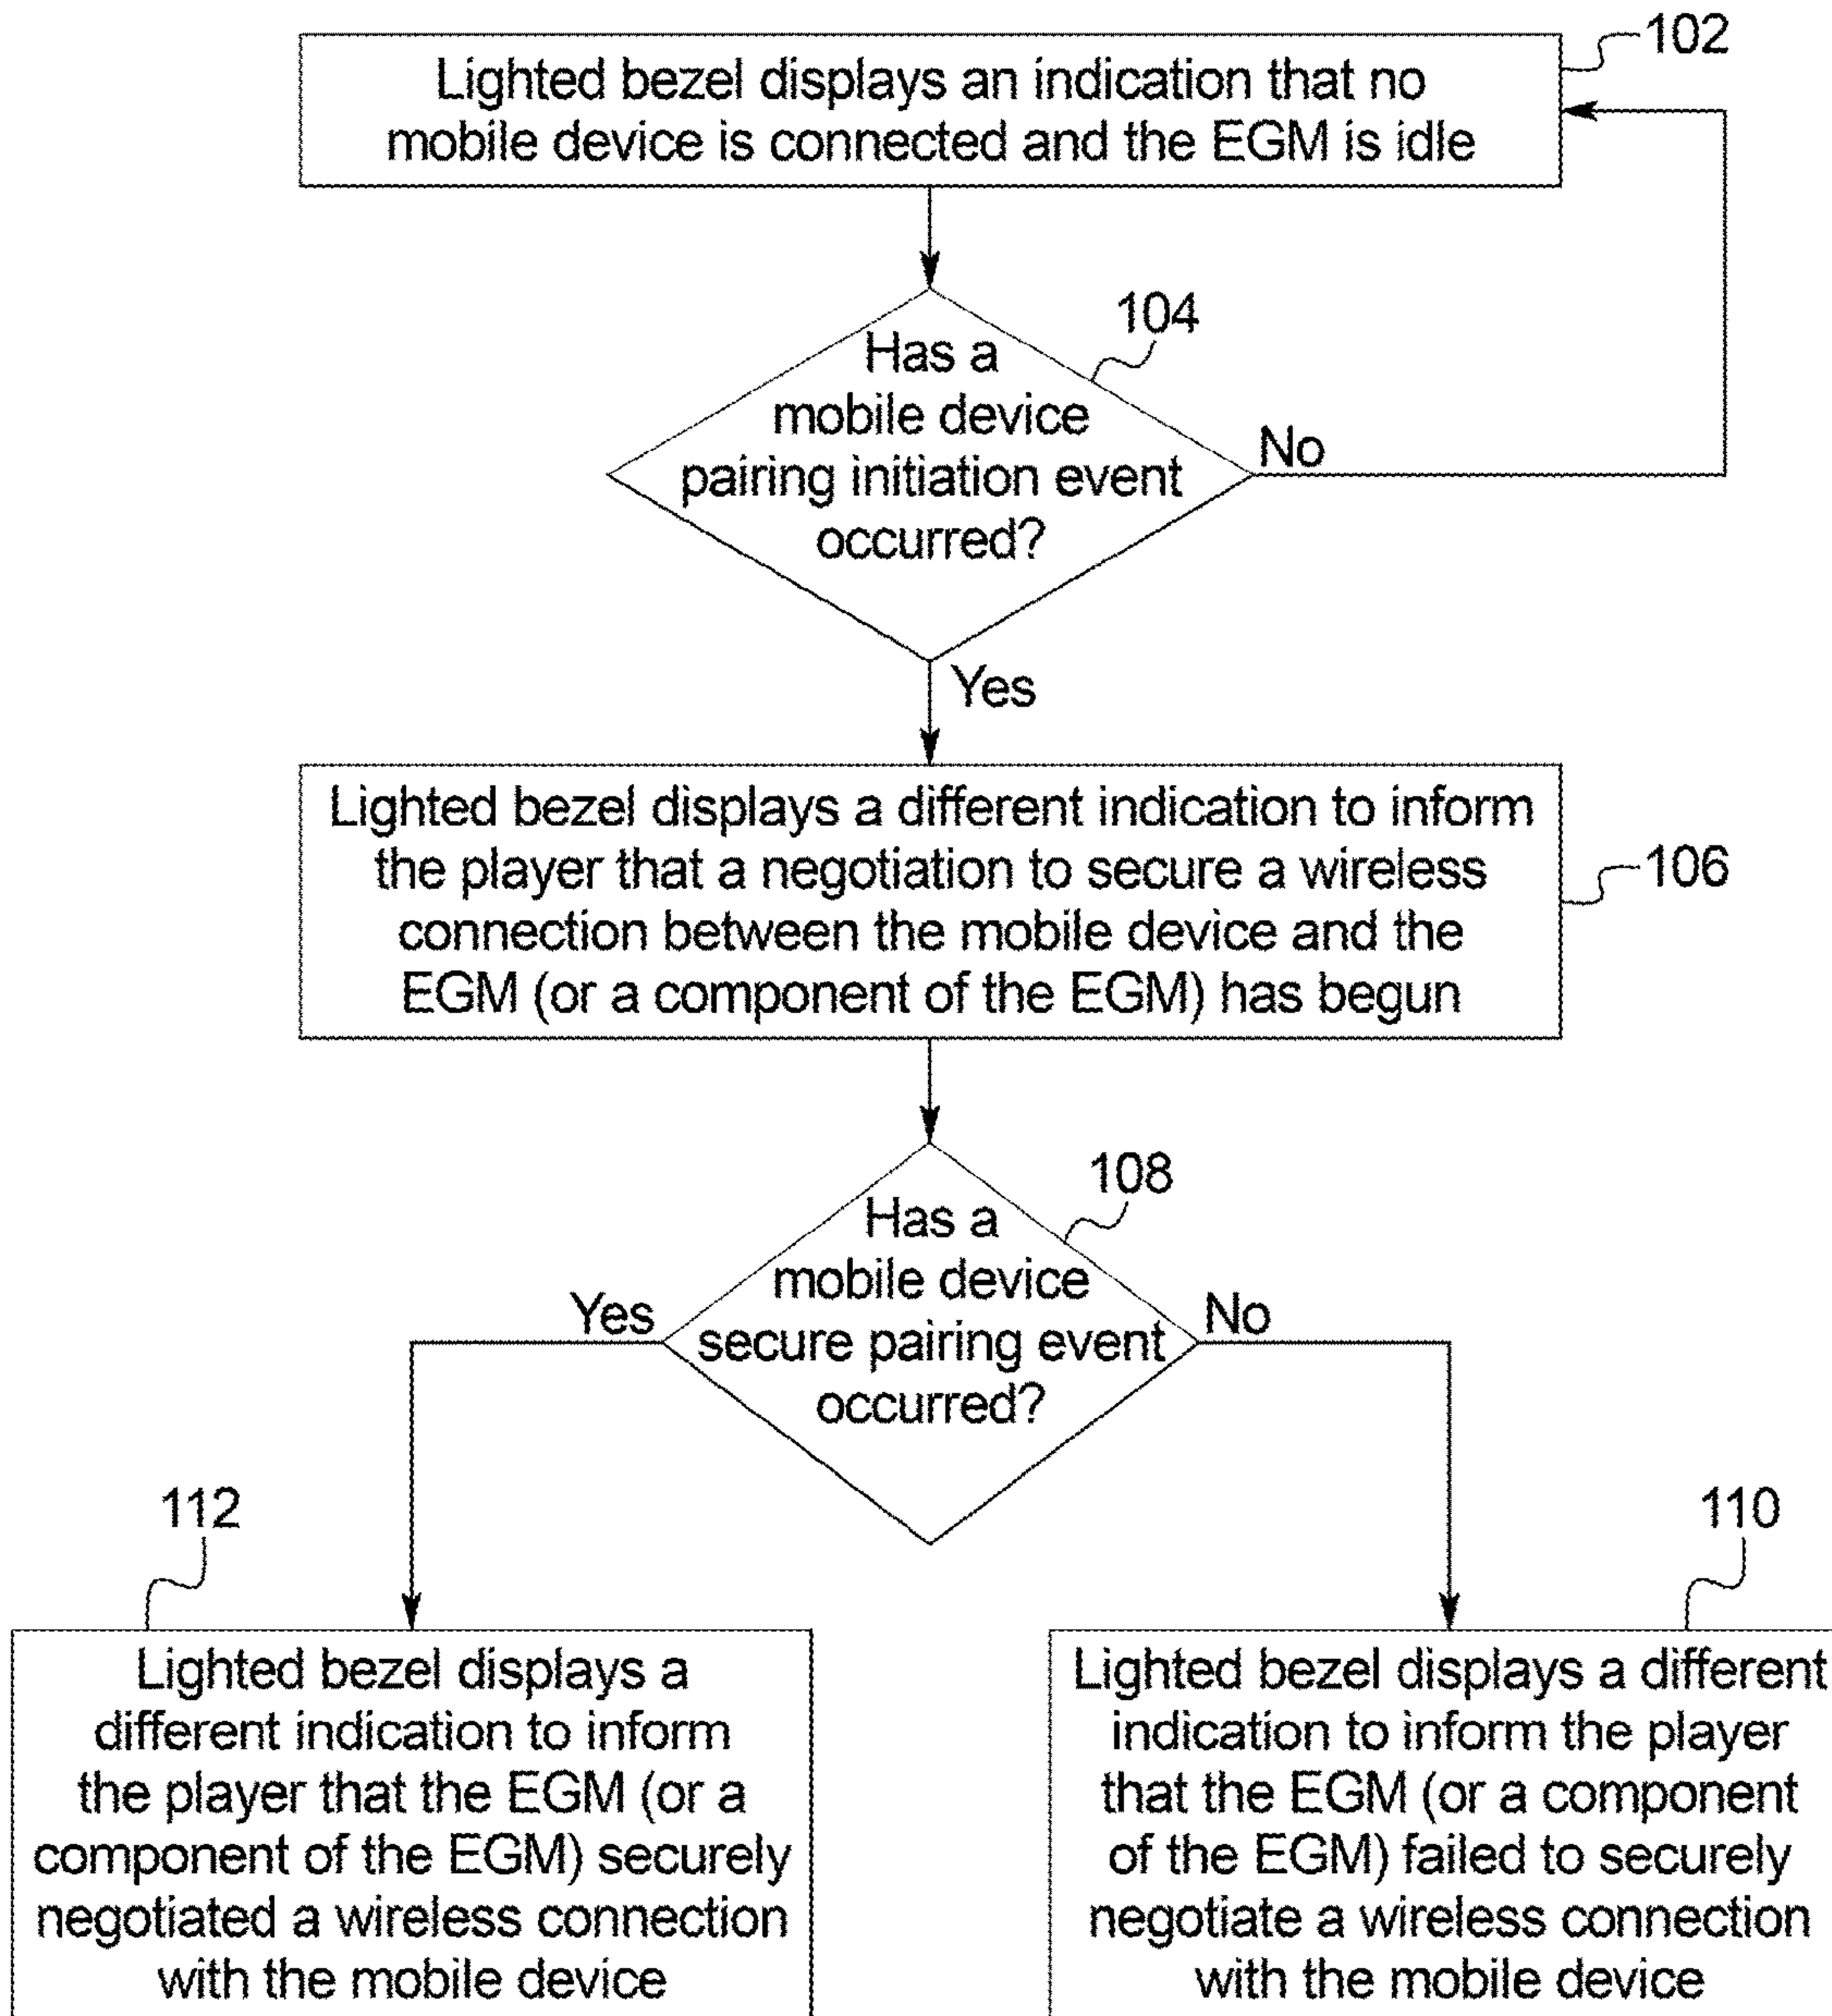 102
Lighted bezel displays an indication that no
mobile device is connected and the EGM is idle
104
Has a
mobile device
pairing initiation event
occurred?
No
Yes
Lighted bezel displays a different indication to inform
the player that a negotiation to secure a wireless
connection between the mobile device and the
EGM (or a component of the EGM) has begun
106
108
Has a
mobile device
secure pairing event
occurred?
Yes
No
112
Lighted bezel displays a
different indication to inform
the player that the EGM (or a
component of the EGM) securely
negotiated a wireless connection
with the mobile device
110
Lighted bezel displays a different
indication to inform the player
that the EGM (or a component
of the EGM) failed to securely
negotiate a wireless connection
with the mobile device